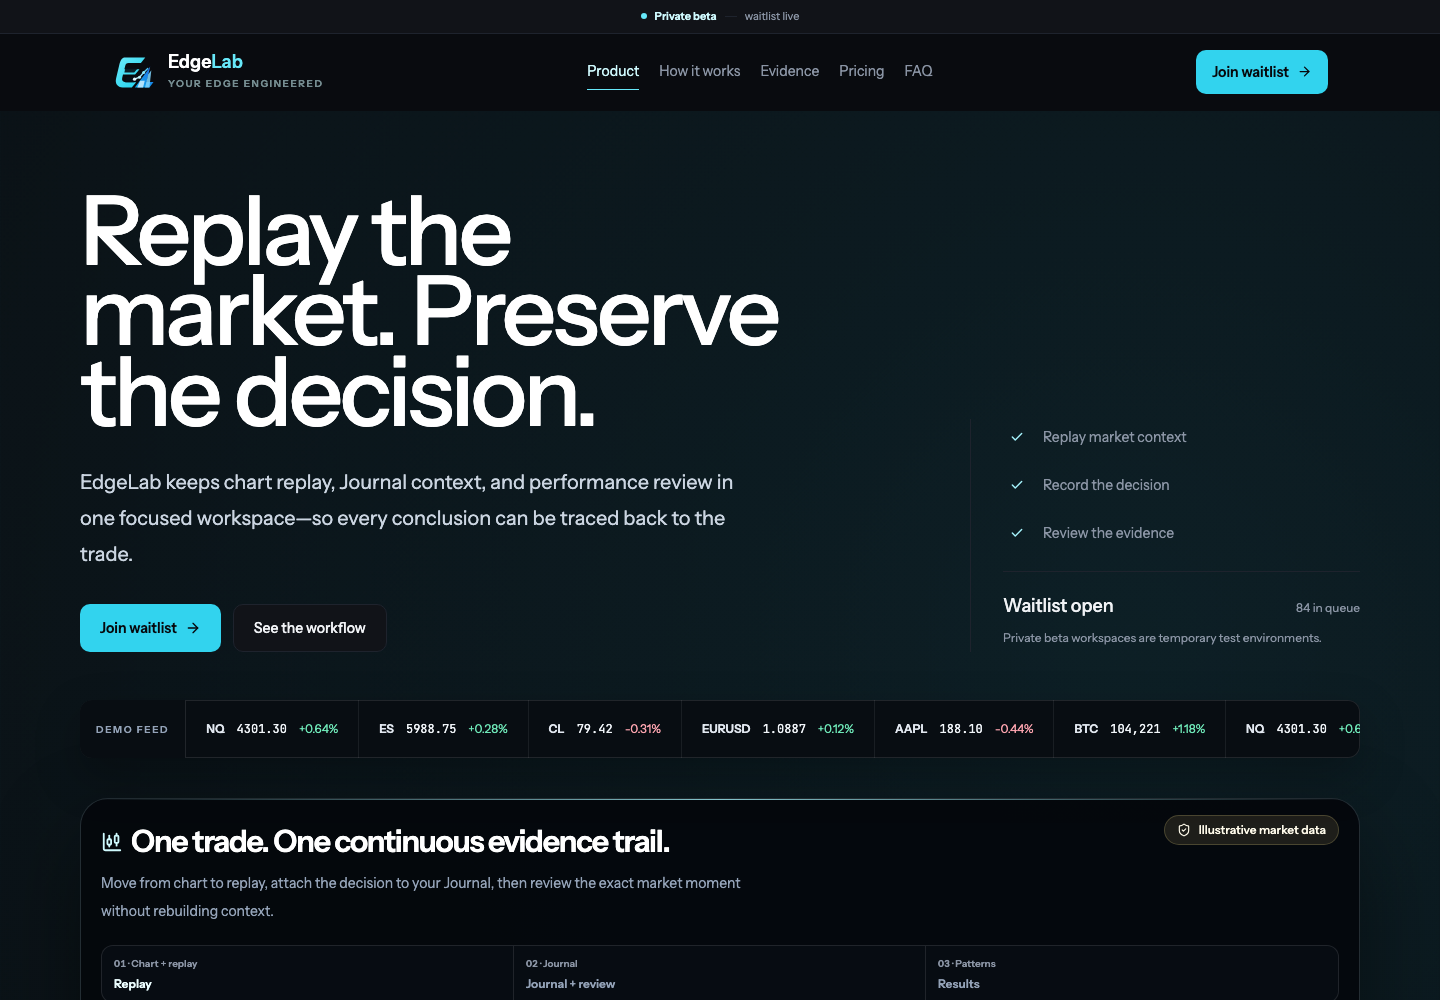 Private beta — waitlist live
EdgeLab
YOUR EDGE ENGINEERED
Product How it works Evidence Pricing FAQ
Join waitlist →
Replay the
market. Preserve
the decision.
EdgeLab keeps chart replay, Journal context, and performance review in
one focused workspace—so every conclusion can be traced back to the
trade.
Join waitlist →
See the workflow
Replay market context
Record the decision
Review the evidence
Waitlist open 84 in queue
Private beta workspaces are temporary test environments.
DEMO FEED NQ 4301.30 +0.64% ES 5988.75 +0.28% CL 79.42 -0.31% EURUSD 1.0887 +0.12% AAPL 188.10 -0.44% BTC 104,221 +1.18% NQ 4301.30 +0.6
One trade. One continuous evidence trail.
Illustrative market data
Move from chart to replay, attach the decision to your Journal, then review the exact market moment
without rebuilding context.
01 · Chart + replay
Replay
02 · Journal
Journal + review
03 · Patterns
Results